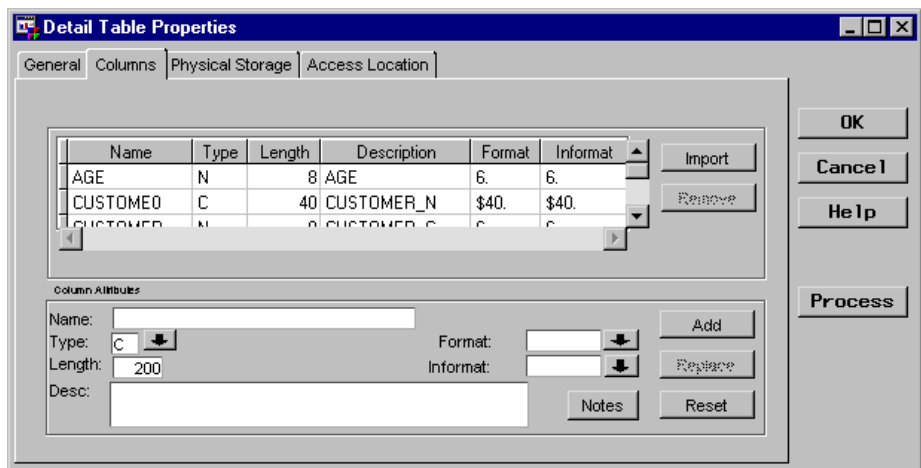 Detail Table Properties
General Columns Physical Storage Access Location
Name Type Length Description Format Informat
AGE N 8 AGE 6. 6.
CUSTOME0 C 40 CUSTOMER_N $40. $40.
Import
Remove
OK
Cancel
Help
Process
Column Attributes
Name:
Type: C
Length: 200
Desc:
Format:
Informat:
Add
Replace
Notes Reset